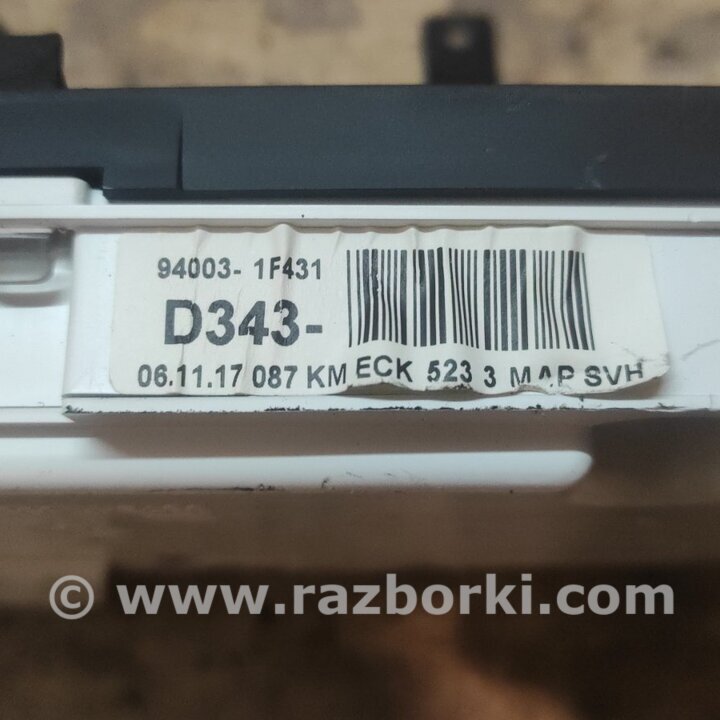 94003- 1F431
D343-
06.11.17 087 KM ECK 523 3 MAP SVH
© www.razborki.com